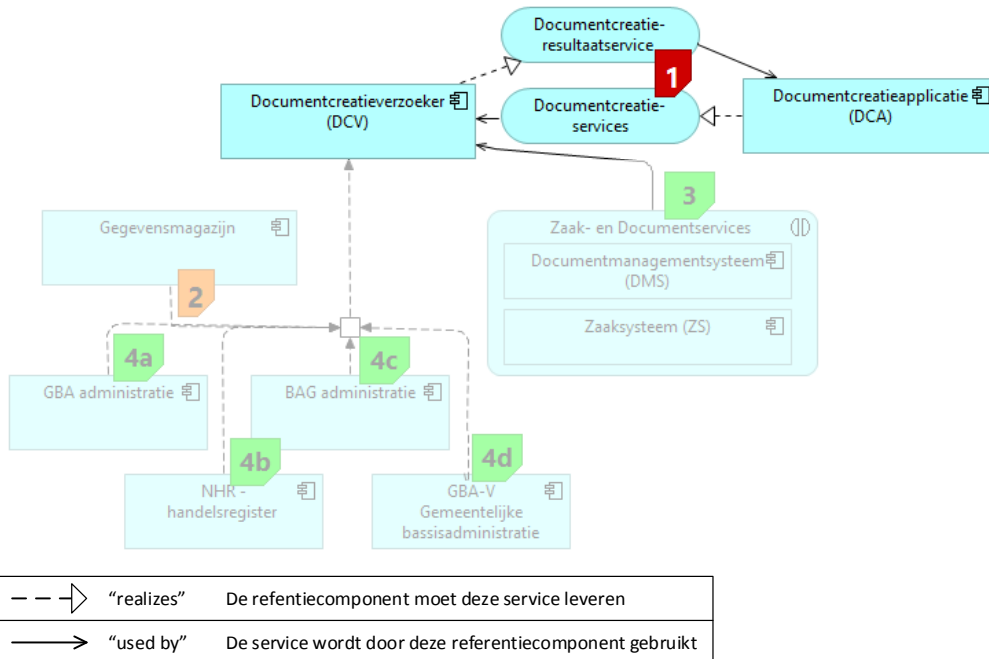 Documentcreatie-
resultaatservice
1
Documentcreatieverzoeker
(DCV)
Documentcreatie-
services
Documentcreatieapplicatie
(DCA)
3
Gegevensmagazijn
Zaak- en Documentservices
Documentmanagementsysteem
(DMS)
2
Zaaksysteem (ZS)
4a
4c
GBA administratie
BAG administratie
4b
4d
NHR -
handelsregister
GBA-V
Gemeentelijke
bassisadministratie
“realizes” De refentiecomponent moet deze service leveren
“used by” De service wordt door deze referentiecomponent gebruikt